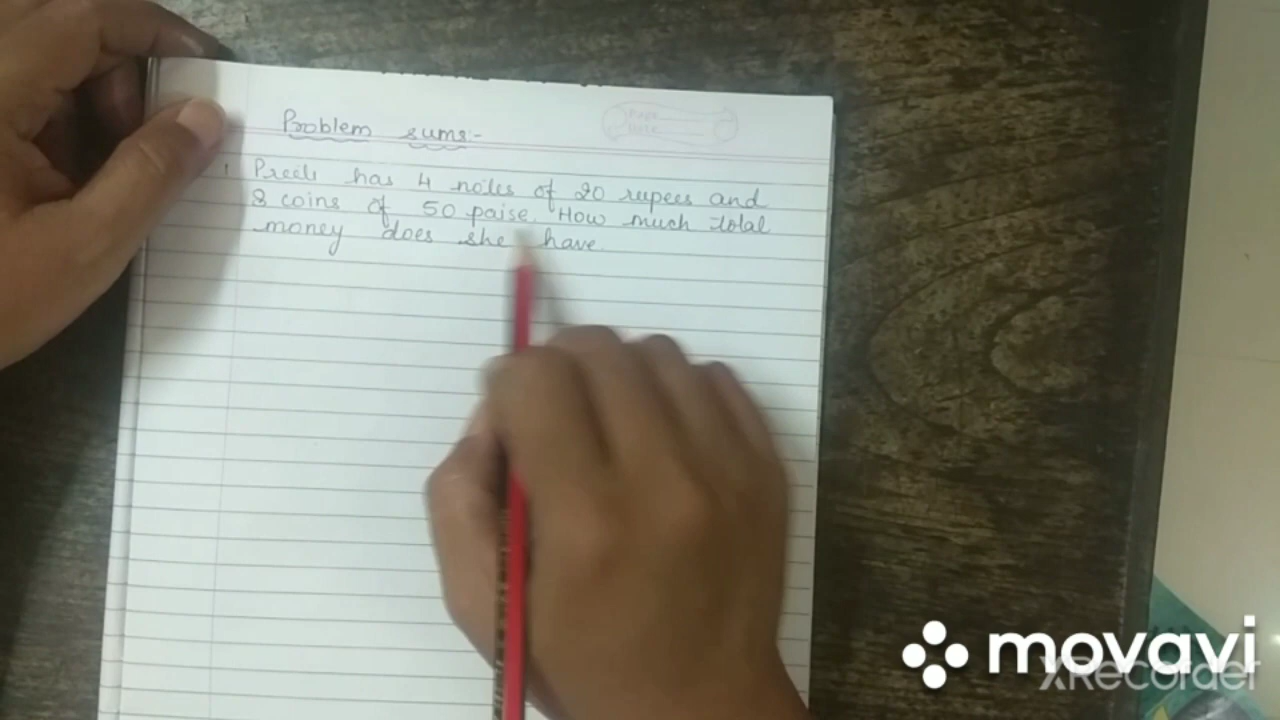 Problem sums:-
1 Preeti has 4 notes of 20 rupees and
8 coins of 50 paise. How much total
money does she have.
movavi
XRecorder